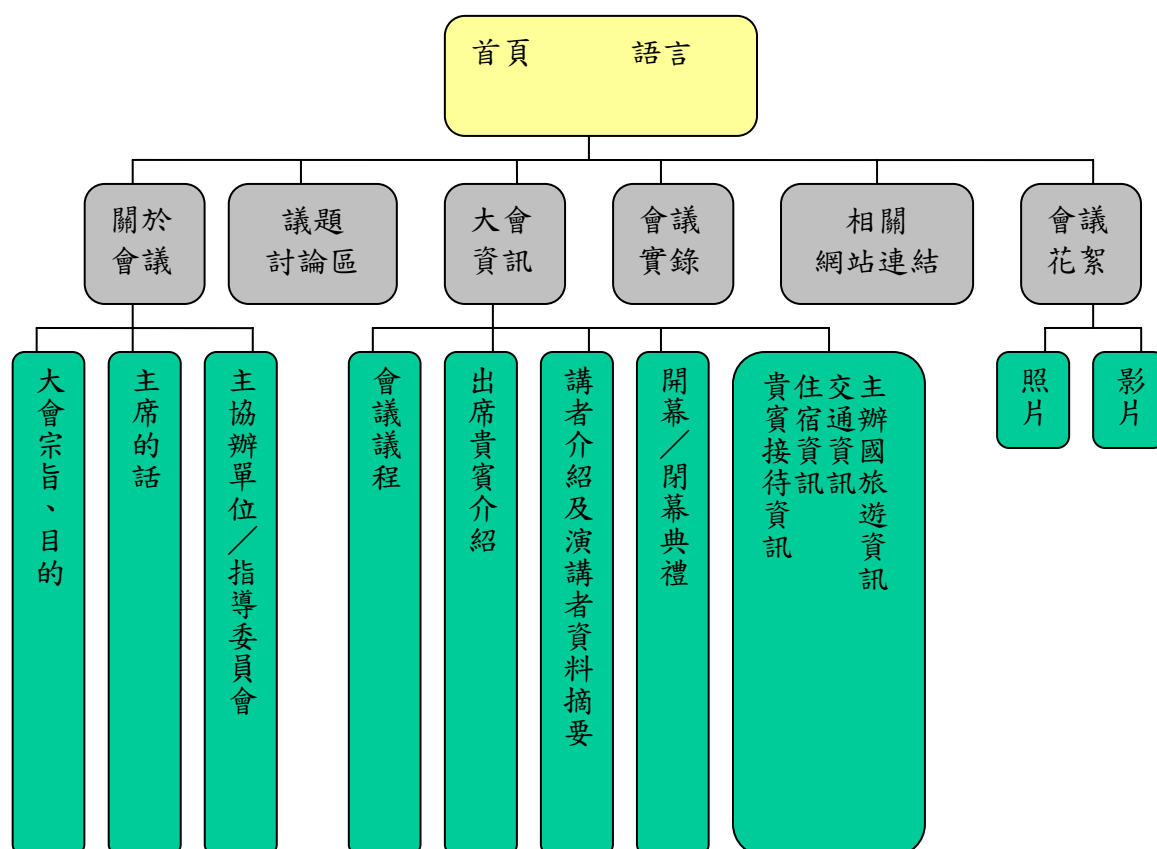 首頁 語言
關於
會議
議題
討論區
大會
資訊
會議
實錄
相關
網站連結
會議
花絮
大會宗旨、目的
主席的話
主協辦單位／指導委員會
會議議程
出席貴賓介紹
講者介紹及演講者資料摘要
開幕／閉幕典禮
主辦國旅遊資訊
交通資訊
住宿資訊
貴賓接待資訊
照片
影片